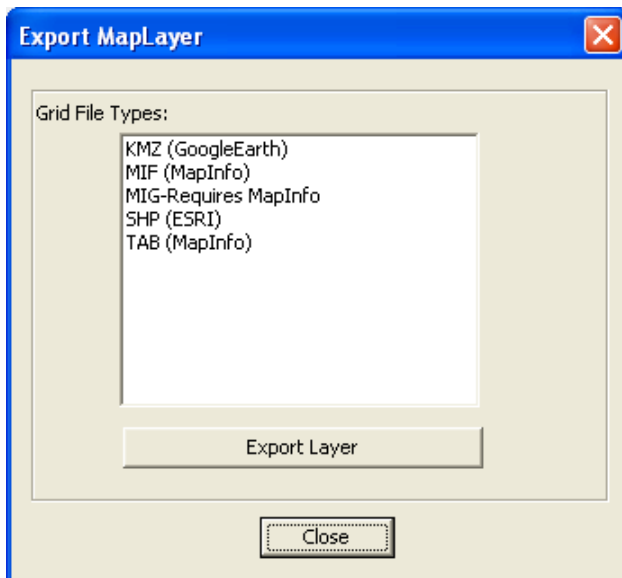 Export MapLayer
Grid File Types:
KMZ (GoogleEarth)
MIF (MapInfo)
MIG-Requires MapInfo
SHP (ESRI)
TAB (MapInfo)
Export Layer
Close